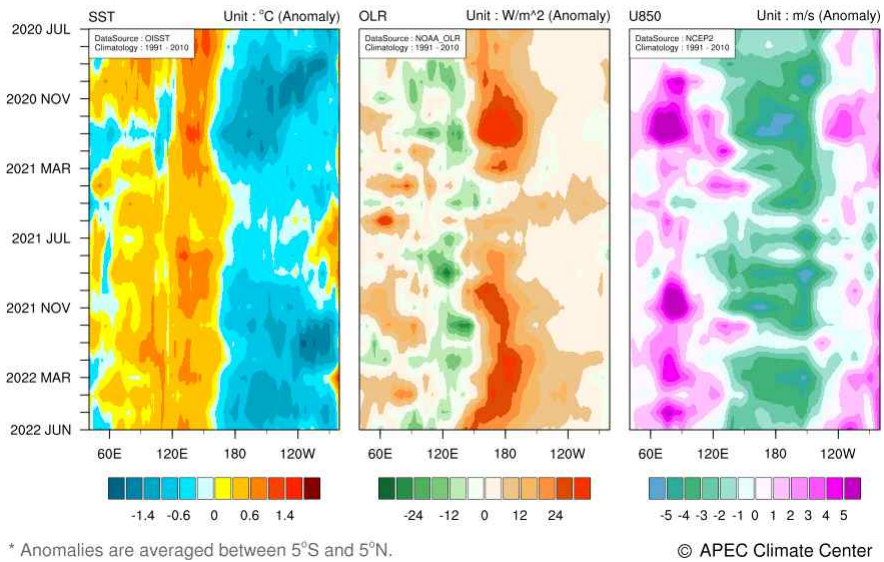 SST Unit : °C (Anomaly)
DataSource : OISST
Climatology : 1991 - 2010
OLR Unit : W/m^2 (Anomaly)
DataSource : NOAA_OLR
Climatology : 1991 - 2010
U850 Unit : m/s (Anomaly)
DataSource : NCEP2
Climatology : 1991 - 2010
2020 JUL
2020 NOV
2021 MAR
2021 JUL
2021 NOV
2022 MAR
2022 JUN
60E 120E 180 120W
60E 120E 180 120W
60E 120E 180 120W
-1.4 -0.6 0 0.6 1.4
-24 -12 0 12 24
-5 -4 -3 -2 -1 0 1 2 3 4 5
* Anomalies are averaged between 5°S and 5°N.
© APEC Climate Center